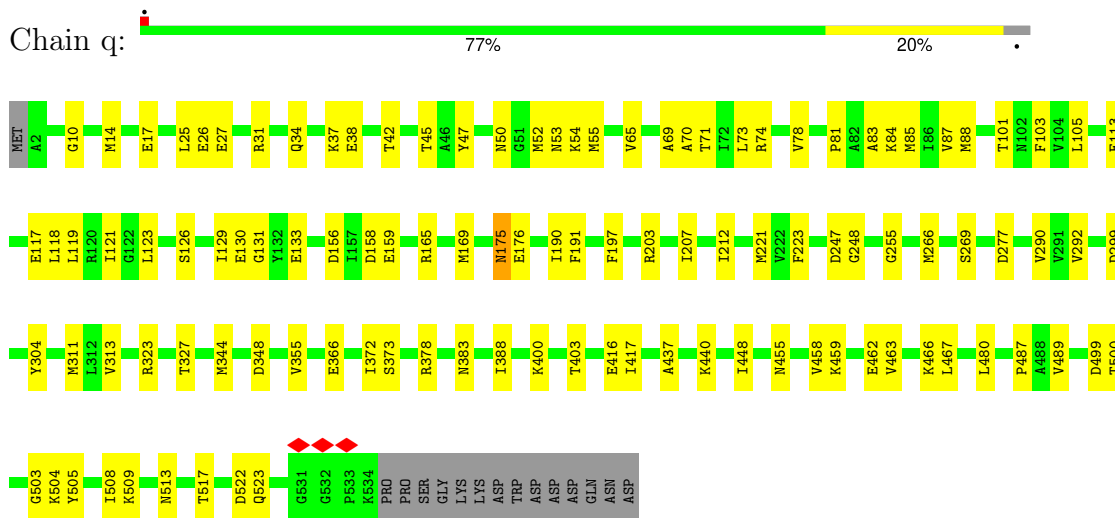 Chain q:
77%
20%
MET A2 G10 M14 E17 L25 E26 E27 R31 Q34 K37 E38 T42 T45 A46 Y47 N50 G51 M52 N53 K54 M55 V65 A69 A70 T71 I72 L73 R74 V78 P81 A82 A83 K84 M85 I86 V87 M88 T101 N102 F103 V104 L105
E117 L118 L119 R120 I121 G122 L123 S126 I129 E130 G131 Y132 E133 D156 I157 D158 E159 R165 M169 N175 E176 I190 F191 F197 R203 I207 I212 M221 V222 F223 D247 G248 G255 M266 S269 D277 V290 V291 V292
Y304 M311 L312 V313 R323 T327 M344 D348 V355 E366 I372 S373 R378 N383 I388 K400 T403 E416 I417 A437 K440 I448 N455 V458 K459 E462 V463 K466 L467 L480 P487 A488 V489 D499
G503 K504 Y505 I508 K509 N513 T517 D522 Q523 G531 G532 P533 K534 PRO PRO SER GLY LYS LYS ASP TRP ASP ASP ASP GLN ASN ASP